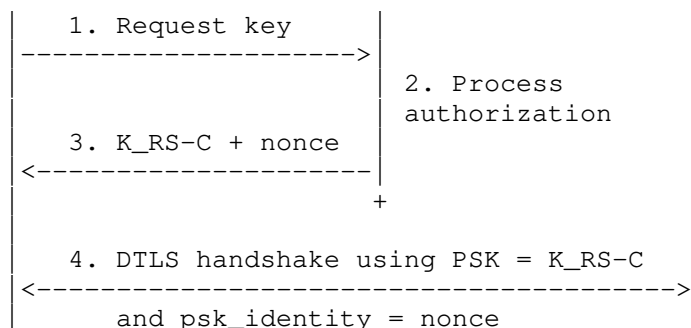 1. Request key
2. Process
authorization
3. K_RS-C + nonce
4. DTLS handshake using PSK = K_RS-C
and psk_identity = nonce